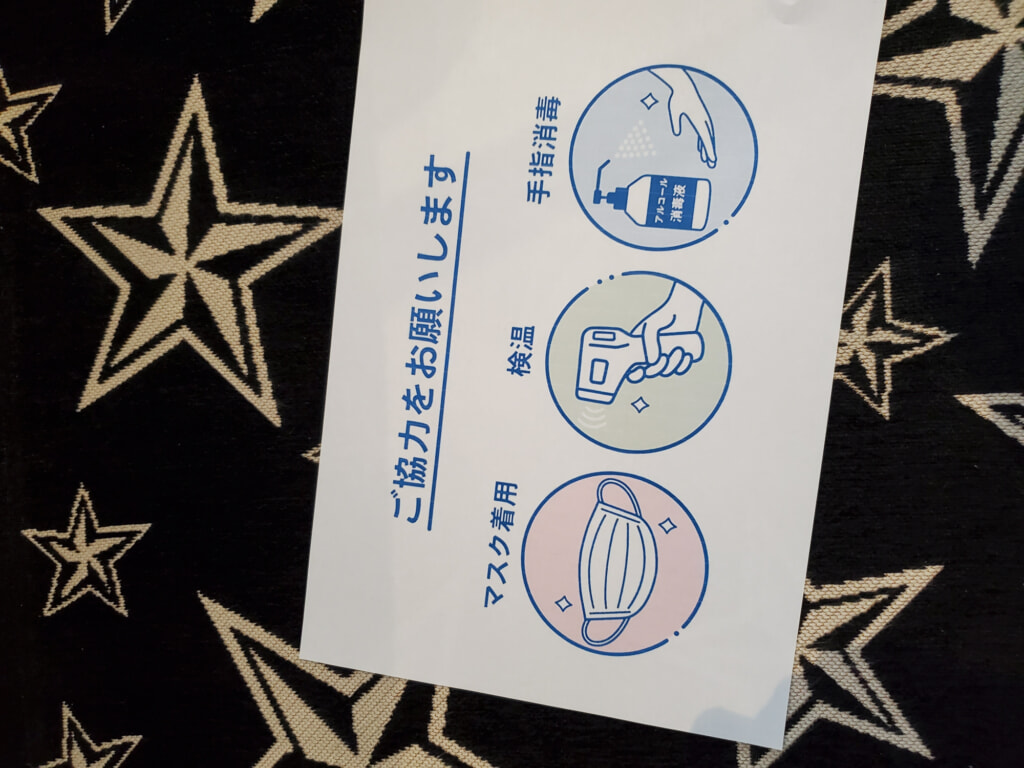 ご協力をお願いします
マスク着用
検温
手指消毒
アルコール
消毒液